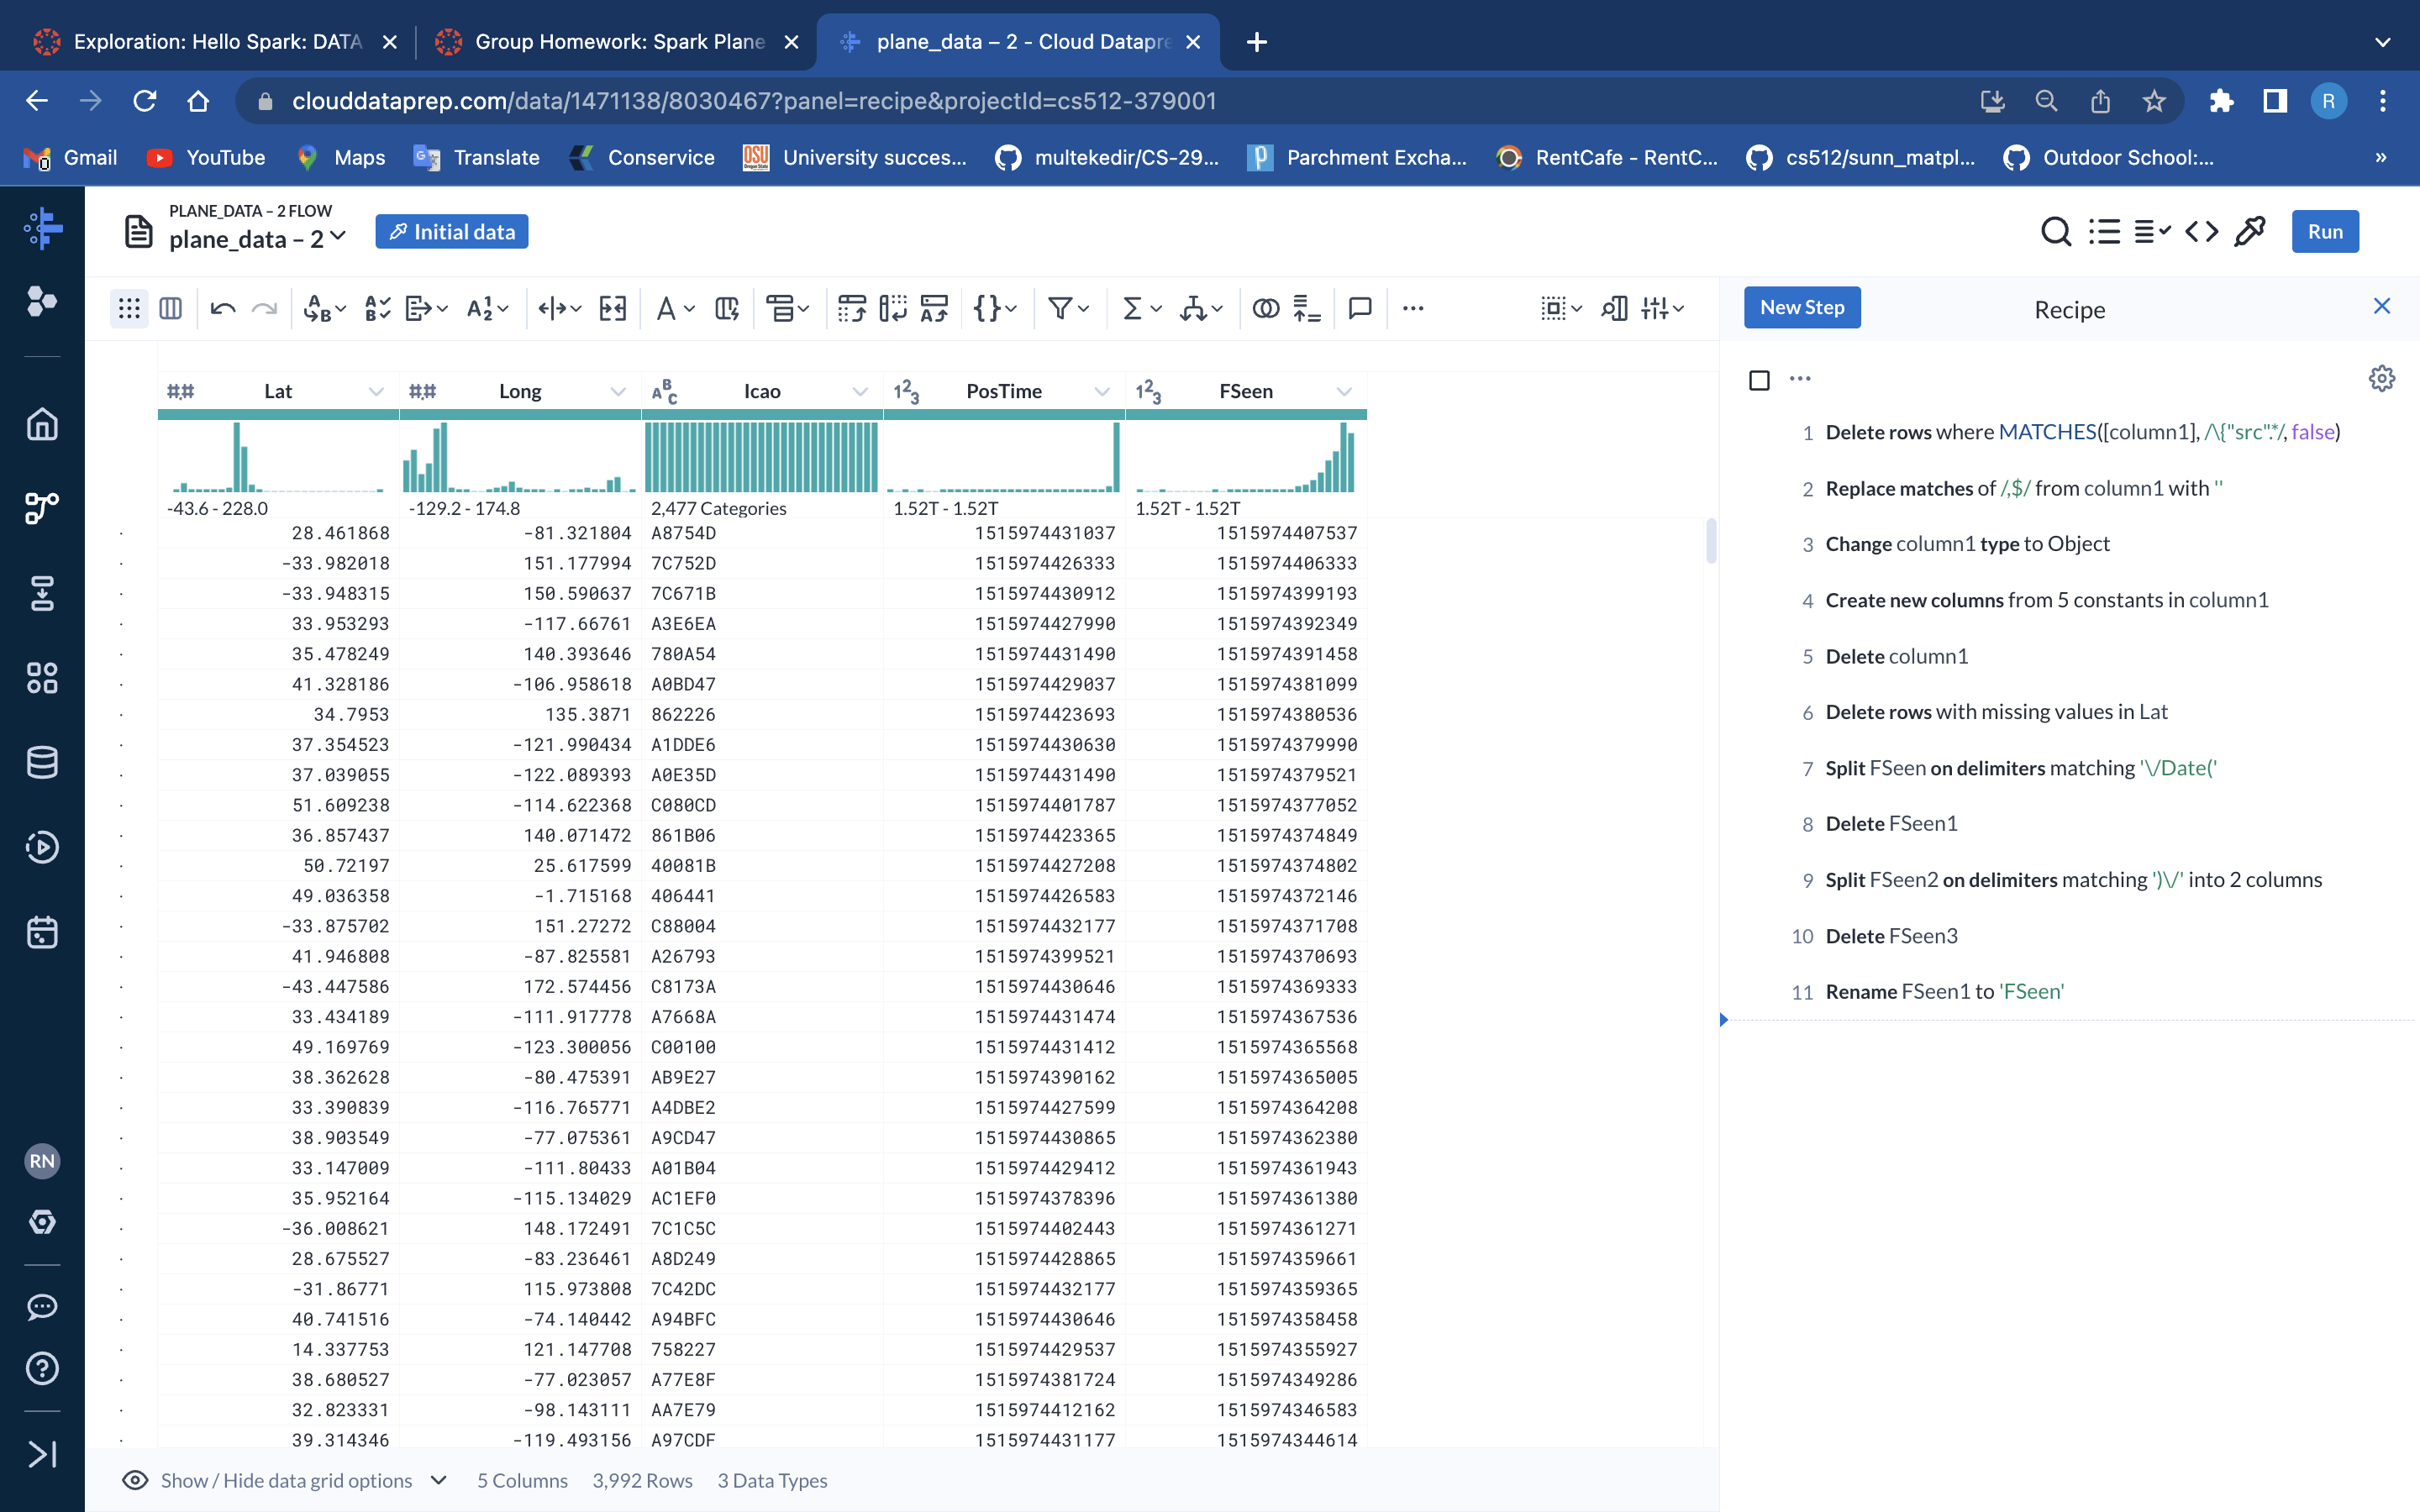 Exploration: Hello Spark: DATA
Group Homework: Spark Plane
plane_data – 2 - Cloud Datapre
clouddataprep.com/data/1471138/8030467?panel=recipe&projectId=cs512-379001
R
Gmail
YouTube
Maps
Translate
Conservice
University succes...
multekedir/CS-29...
Parchment Excha...
RentCafe - RentC...
cs512/sunn_matpl...
Outdoor School:...
»
PLANE_DATA – 2 FLOW
plane_data – 2
Initial data
Run
New Step
Recipe
Lat Long Icao PosTime FSeen
-43.6 - 228.0 -129.2 - 174.8 2,477 Categories 1.52T - 1.52T 1.52T - 1.52T
28.461868 -81.321804 A8754D 1515974431037 1515974407537
-33.982018 151.177994 7C752D 1515974426333 1515974406333
-33.948315 150.590637 7C671B 1515974430912 1515974399193
33.953293 -117.66761 A3E6EA 1515974427990 1515974392349
35.478249 140.393646 780A54 1515974431490 1515974391458
41.328186 -106.958618 A0BD47 1515974429037 1515974381099
34.7953 135.3871 862226 1515974423693 1515974380536
37.354523 -121.990434 A1DDE6 1515974430630 1515974379990
37.039055 -122.089393 A0E35D 1515974431490 1515974379521
51.609238 -114.622368 C080CD 1515974401787 1515974377052
36.857437 140.071472 861B06 1515974423365 1515974374849
50.72197 25.617599 40081B 1515974427208 1515974374802
49.036358 -1.715168 406441 1515974426583 1515974372146
-33.875702 151.27272 C88004 1515974432177 1515974371708
41.946808 -87.825581 A26793 1515974399521 1515974370693
-43.447586 172.574456 C8173A 1515974430646 1515974369333
33.434189 -111.917778 A7668A 1515974431474 1515974367536
49.169769 -123.300056 C00100 1515974431412 1515974365568
38.362628 -80.475391 AB9E27 1515974390162 1515974365005
33.390839 -116.765771 A4DBE2 1515974427599 1515974364208
38.903549 -77.075361 A9CD47 1515974430865 1515974362380
33.147009 -111.80433 A01B04 1515974429412 1515974361943
35.952164 -115.134029 AC1EF0 1515974378396 1515974361380
-36.008621 148.172491 7C1C5C 1515974402443 1515974361271
28.675527 -83.236461 A8D249 1515974428865 1515974359661
-31.86771 115.973808 7C42DC 1515974432177 1515974359365
40.741516 -74.140442 A94BFC 1515974430646 1515974358458
14.337753 121.147708 758227 1515974429537 1515974355927
38.680527 -77.023057 A77E8F 1515974381724 1515974349286
32.823331 -98.143111 AA7E79 1515974412162 1515974346583
39.314346 -119.493156 A97CDF 1515974431177 1515974344614
1 Delete rows where MATCHES([column1], /\{"src".*/, false)
2 Replace matches of /,$/ from column1 with ''
3 Change column1 type to Object
4 Create new columns from 5 constants in column1
5 Delete column1
6 Delete rows with missing values in Lat
7 Split FSeen on delimiters matching '\/Date('
8 Delete FSeen1
9 Split FSeen2 on delimiters matching ')\/' into 2 columns
10 Delete FSeen3
11 Rename FSeen1 to 'FSeen'
RN
Show / Hide data grid options 5 Columns 3,992 Rows 3 Data Types